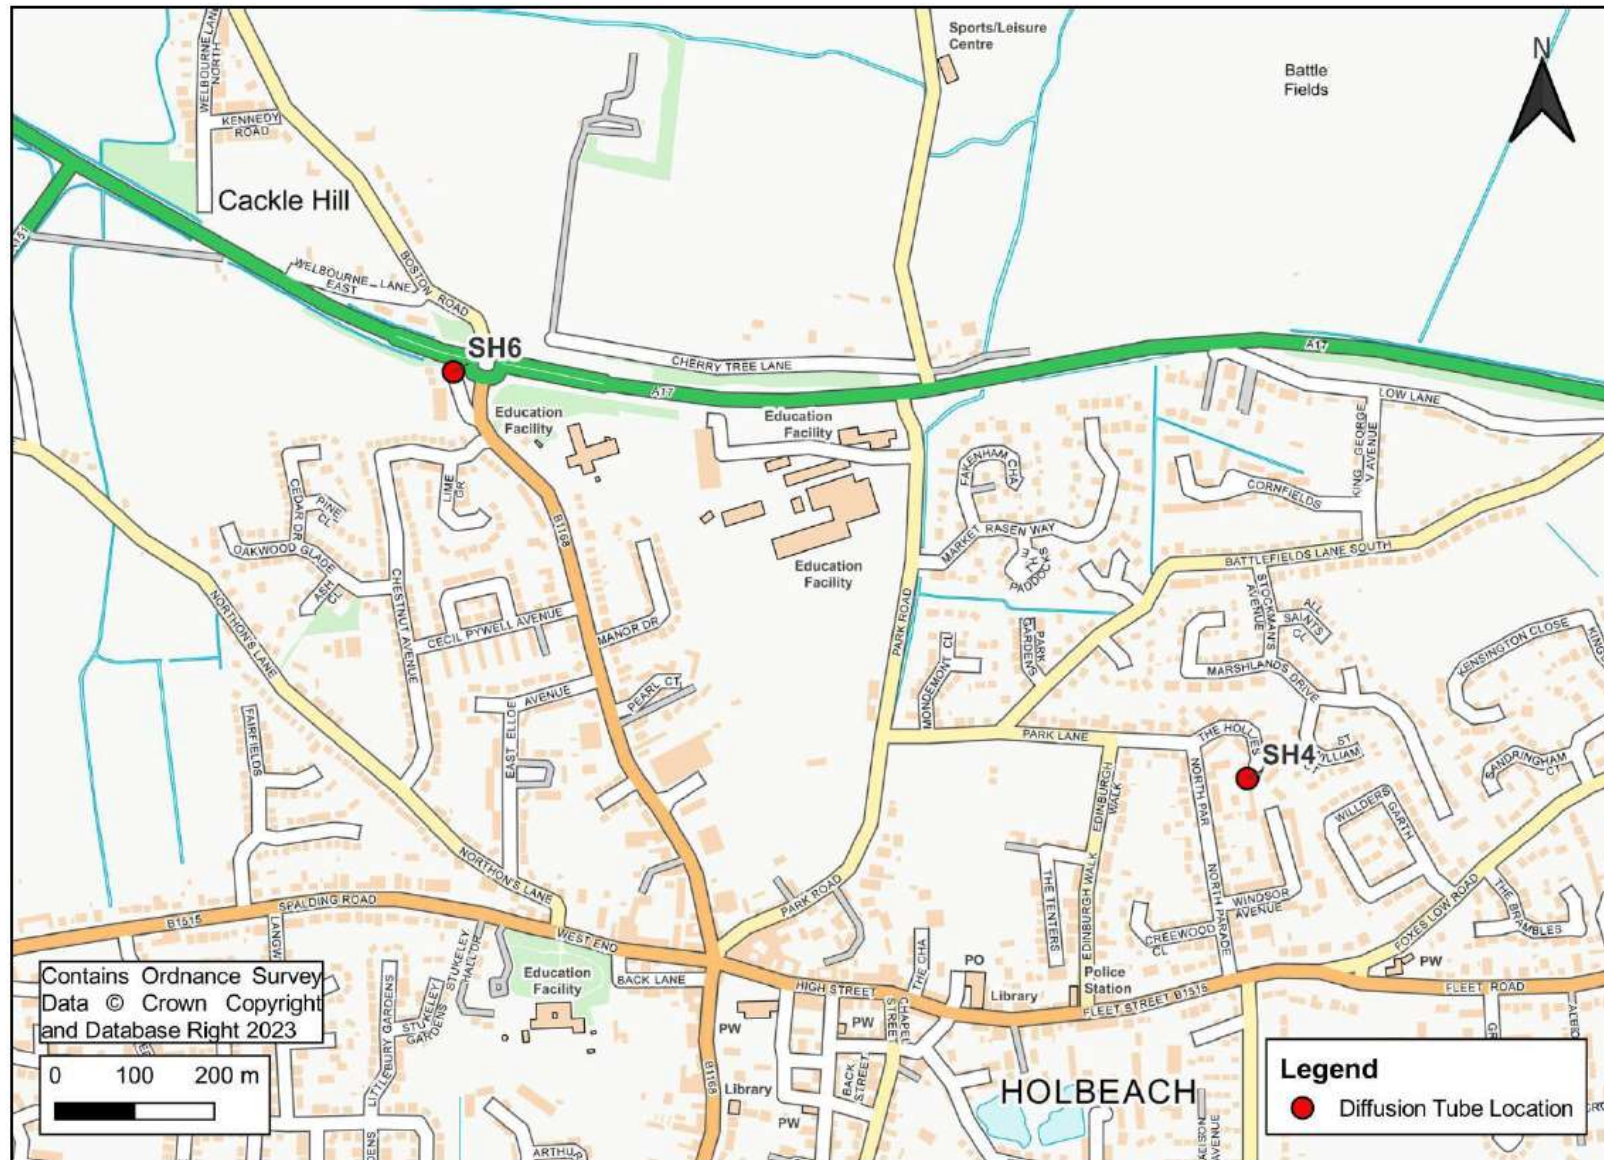 Sports/Leisure
Centre
Battle
Fields
N
WELBOURNE LANE
NORTH
KENNEDY
ROAD
Cackle Hill
A151
WELBOURNE LANE
EAST
BOSTON ROAD
SH6
CHERRY TREE LANE
A17
A17
LOW LANE
Education
Facility
Education
Facility
KING GEORGE
V AVENUE
FAKENHAM CHA
CORNFIELDS
CEDAR DR
PINE
CL
LIME
GR
B1168
MARKET RASEN WAY
OAKWOOD GLADE
ASH
CL
Education
Facility
BATTLEFIELDS LANE SOUTH
PADDOCKS
CHESTNUT AVENUE
NORTHON'S LANE
CECIL PYWELL AVENUE
MANOR DR
PARK ROAD
MONDEMONT CL
PARK
GARDENS
STOCKMAN'S
AVENUE
ALL
SAINTS
CL
MARSHLANDS DRIVE
KENSINGTON CLOSE
PEARL CT
EAST ELLOE
AVENUE
FAIRFIELDS
PARK LANE
THE HOLLIES
SH4
ST
SANDRINGHAM
CT
EDINBURGH
WALK
NORTH PAR
WILLDERS
GARTH
NORTHON'S LANE
PARK ROAD
THE TENTERS
EDINBURGH WALK
NORTH PARADE
WINDSOR
AVENUE
CREEWOOD
CL
FOXES LOW ROAD
THE BRAMBLES
SPALDING ROAD
B1515
LANGW
WEST END
STUKELEY
HALL DR
THE CHA
PO
Police
Station
PW
Contains Ordnance Survey
Data © Crown Copyright
and Database Right 2023
Education
Facility
BACK LANE
HIGH STREET
Library
FLEET STREET B1515
FLEET ROAD
LITTLEBURY GARDENS
STUKELEY
GARDENS
PW
PW
CHAPEL
STREET
BACK
STREET
B1168
Library
PW
HOLBEACH
0 100 200 m
Legend
Diffusion Tube Location
DENS
ARTHUR
AVENUE